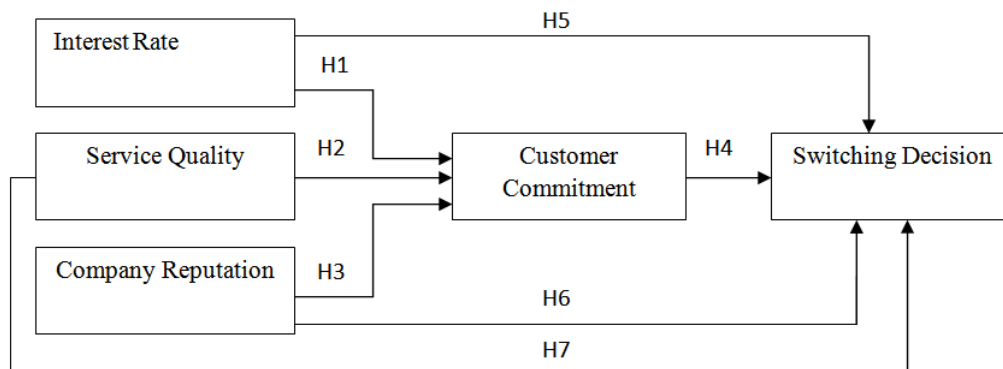 H5
Interest Rate
H1
Service Quality
H2
Customer
Commitment
H4
Switching Decision
Company Reputation
H3
H6
H7